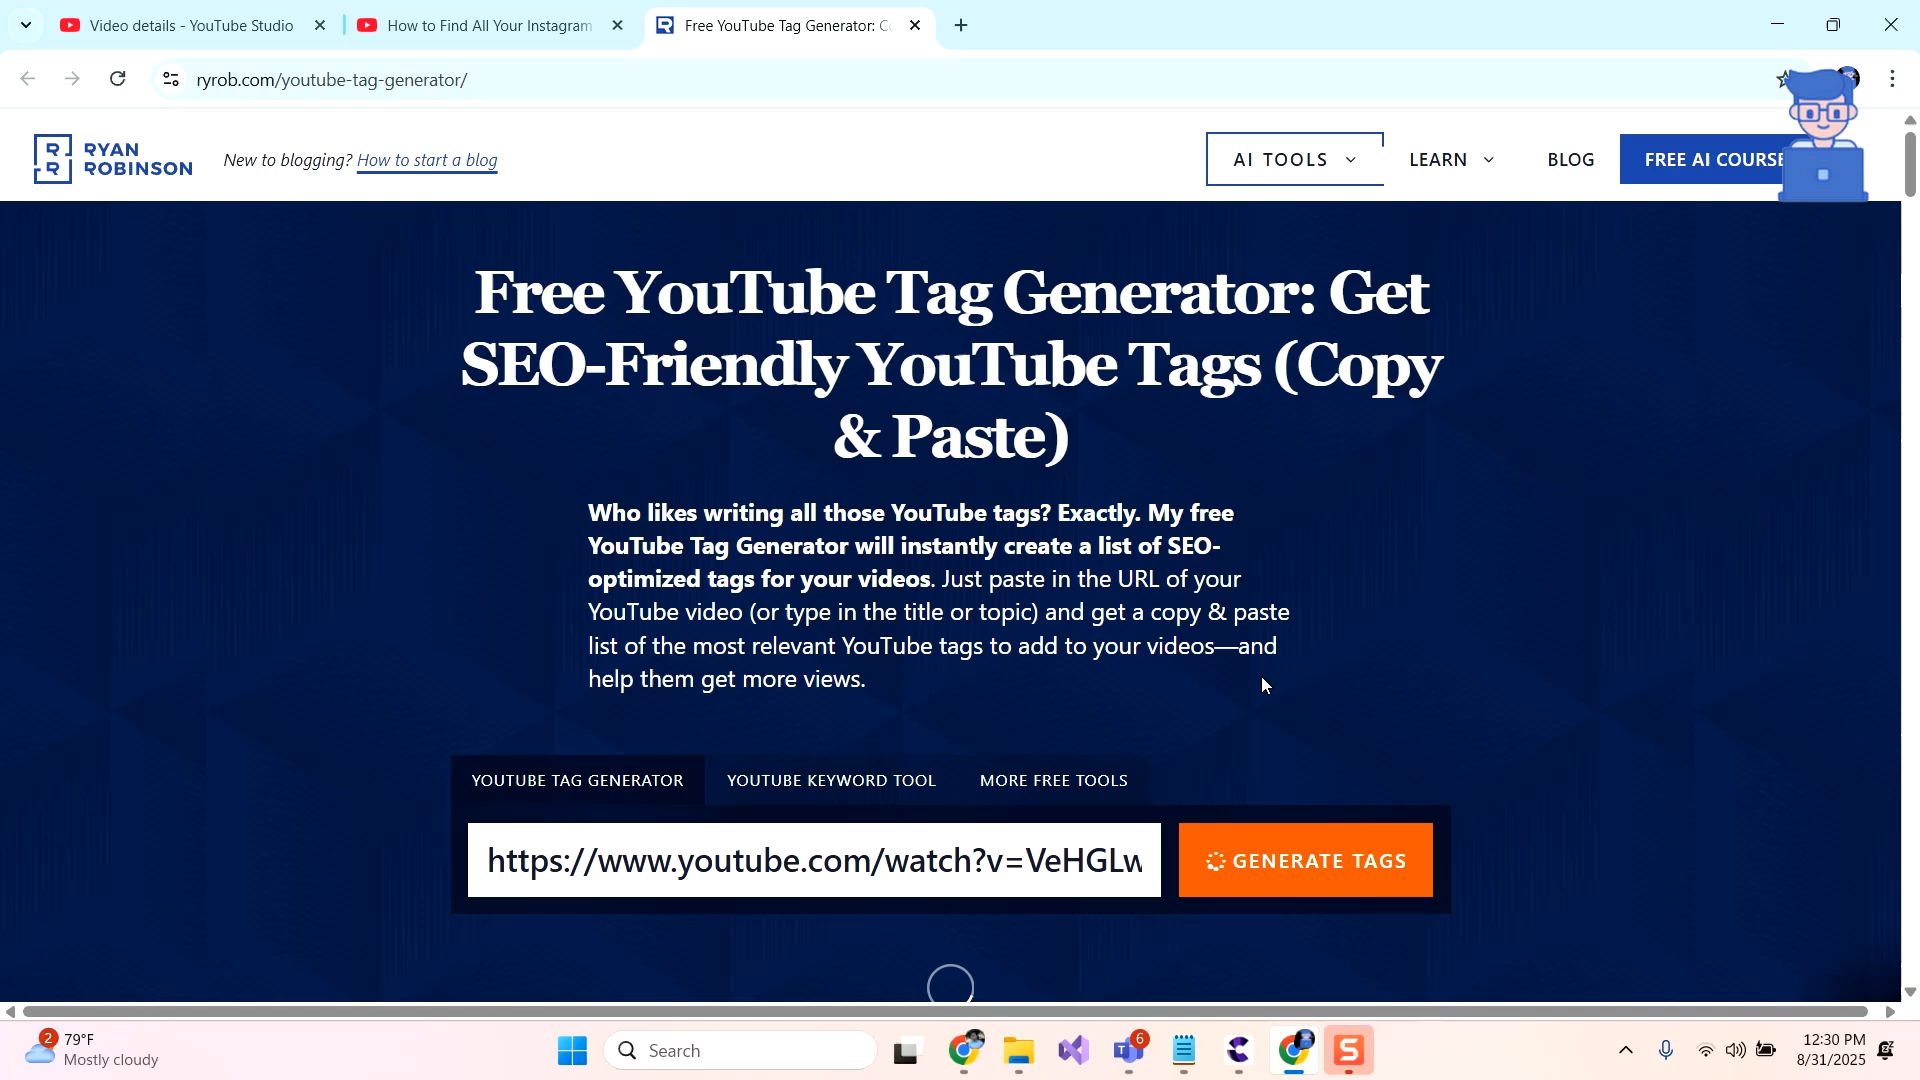 Video details - YouTube Studio
How to Find All Your Instagram
Free YouTube Tag Generator: C
ryrob.com/youtube-tag-generator/
RYAN
ROBINSON
New to blogging? How to start a blog
AI TOOLS
LEARN
BLOG
FREE AI COURSE
Free YouTube Tag Generator: Get
SEO-Friendly YouTube Tags (Copy
& Paste)
Who likes writing all those YouTube tags? Exactly. My free
YouTube Tag Generator will instantly create a list of SEO-
optimized tags for your videos. Just paste in the URL of your
YouTube video (or type in the title or topic) and get a copy & paste
list of the most relevant YouTube tags to add to your videos—and
help them get more views.
YOUTUBE TAG GENERATOR
YOUTUBE KEYWORD TOOL
MORE FREE TOOLS
https://www.youtube.com/watch?v=VeHGLw
GENERATE TAGS
2
79°F
Mostly cloudy
Search
6
12:30 PM
8/31/2025